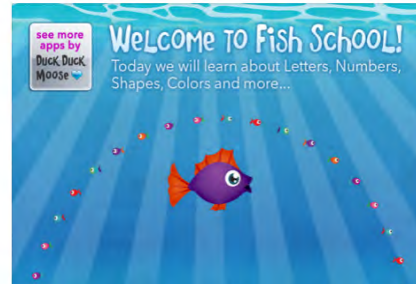 see more
apps by
DUCK DUCK
MOOSE
WELCOME TO FISH SCHOOL!
Today we will learn about Letters, Numbers,
Shapes, Colors and more...